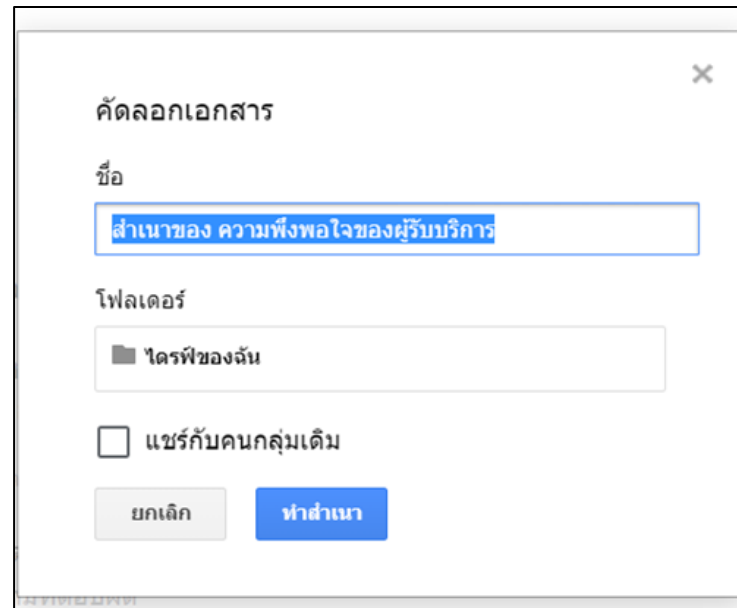 คัดลอกเอกสาร
ชื่อ
สำเนาของ ความพึงพอใจของผู้รับบริการ
โฟลเดอร์
ไดรฟ์ของฉัน
แชร์กับคนกลุ่มเดิม
ยกเลิก ทำสำเนา